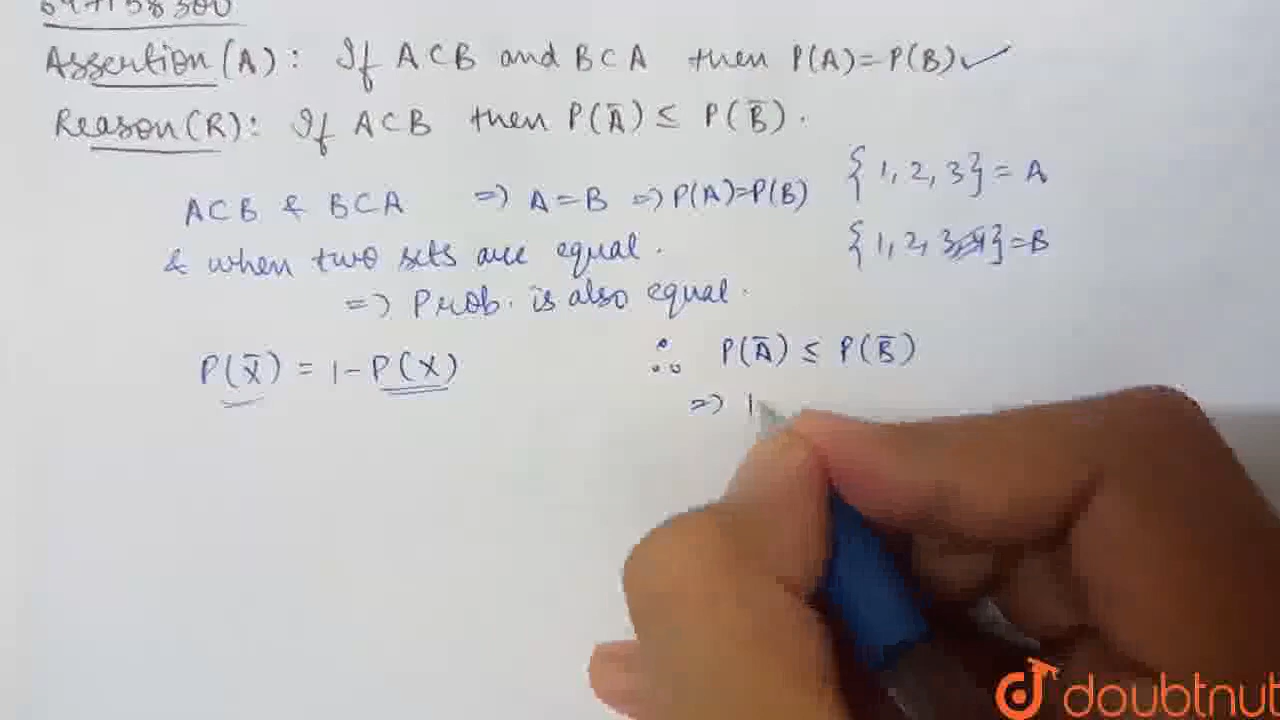 Assertion (A): If A⊂B and B⊂A then P(A)=P(B) ✓
Reason (R): If A⊂B then P(Ā) ≤ P(B̄).
A⊂B & B⊂A => A=B => P(A)=P(B)
{1, 2, 3} = A
& when two sets are equal.
{1, 2, 3} = B
=> Prob. is also equal.
P(X̄) = 1 - P(X)
∴ P(Ā) ≤ P(B̄)
=> 1
doubtnut